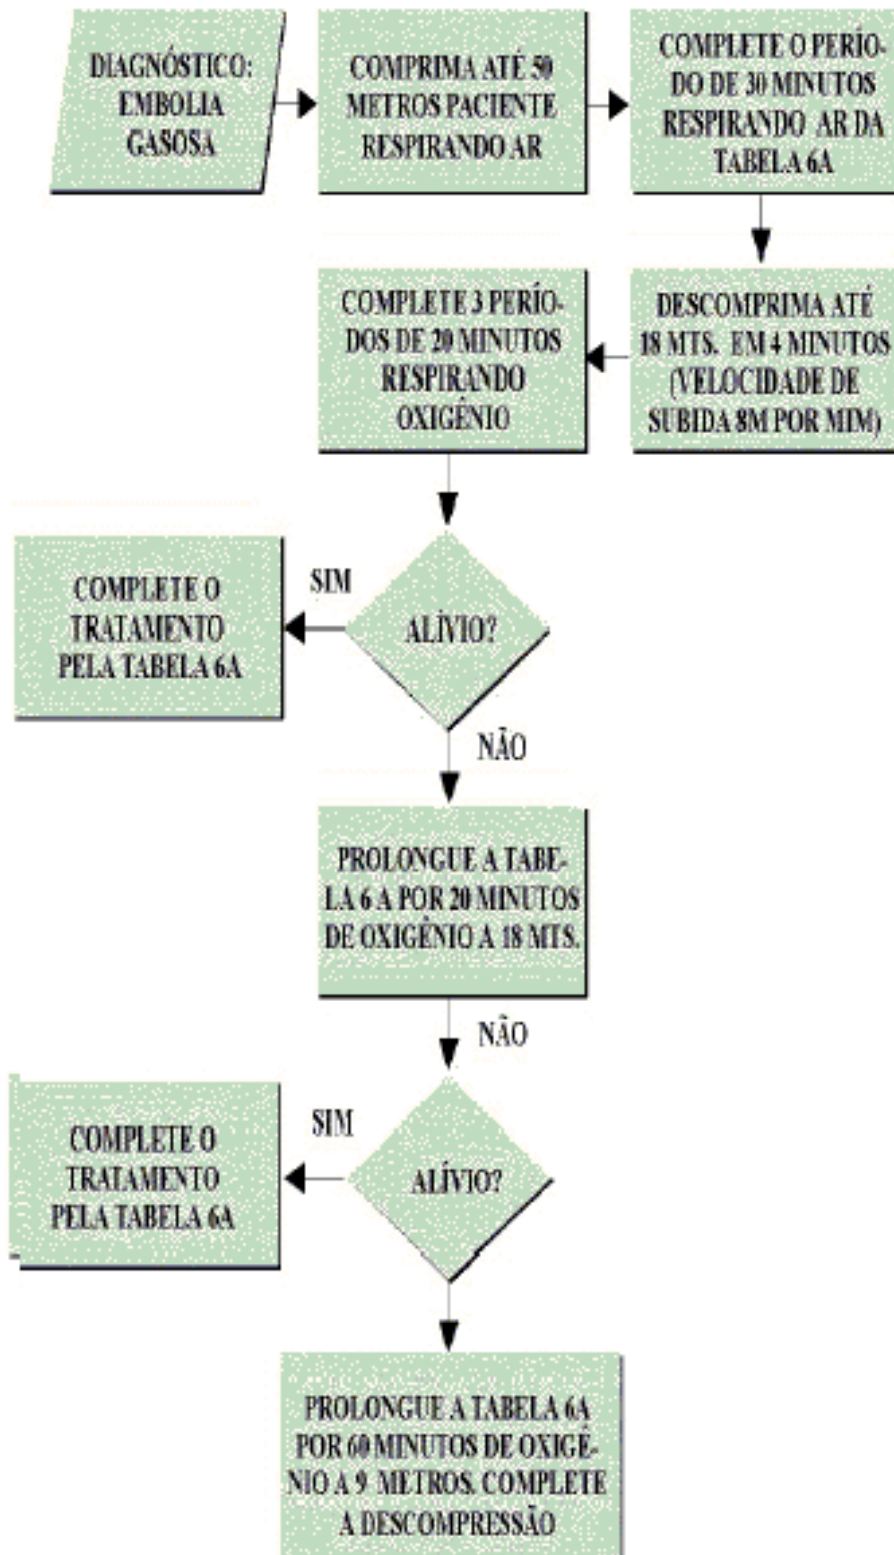 DIAGNÓSTICO:
EMBOLIA
GASOSA
COMPRIMA ATÉ 50
METROS PACIENTE
RESPIRANDO AR
COMPLETE O PERÍO-
DO DE 30 MINUTOS
RESPIRANDO AR DA
TABELA 6A
DESCOMPRIMA ATÉ
18 MTS. EM 4 MINUTOS
(VELOCIDADE DE
SUBIDA 8M POR MIM)
COMPLETE 3 PERÍO-
DOS DE 20 MINUTOS
RESPIRANDO
OXIGÊNIO
ALÍVIO?
SIM
COMPLETE O
TRATAMENTO
PELA TABELA 6A
NÃO
PROLONGUE A TABE-
LA 6 A POR 20 MINUTOS
DE OXIGÊNIO A 18 MTS.
NÃO
ALÍVIO?
SIM
COMPLETE O
TRATAMENTO
PELA TABELA 6A
PROLONGUE A TABELA 6A
POR 60 MINUTOS DE OXIGÊ-
NIO A 9 METROS. COMPLETE
A DESCOMPRESSÃO